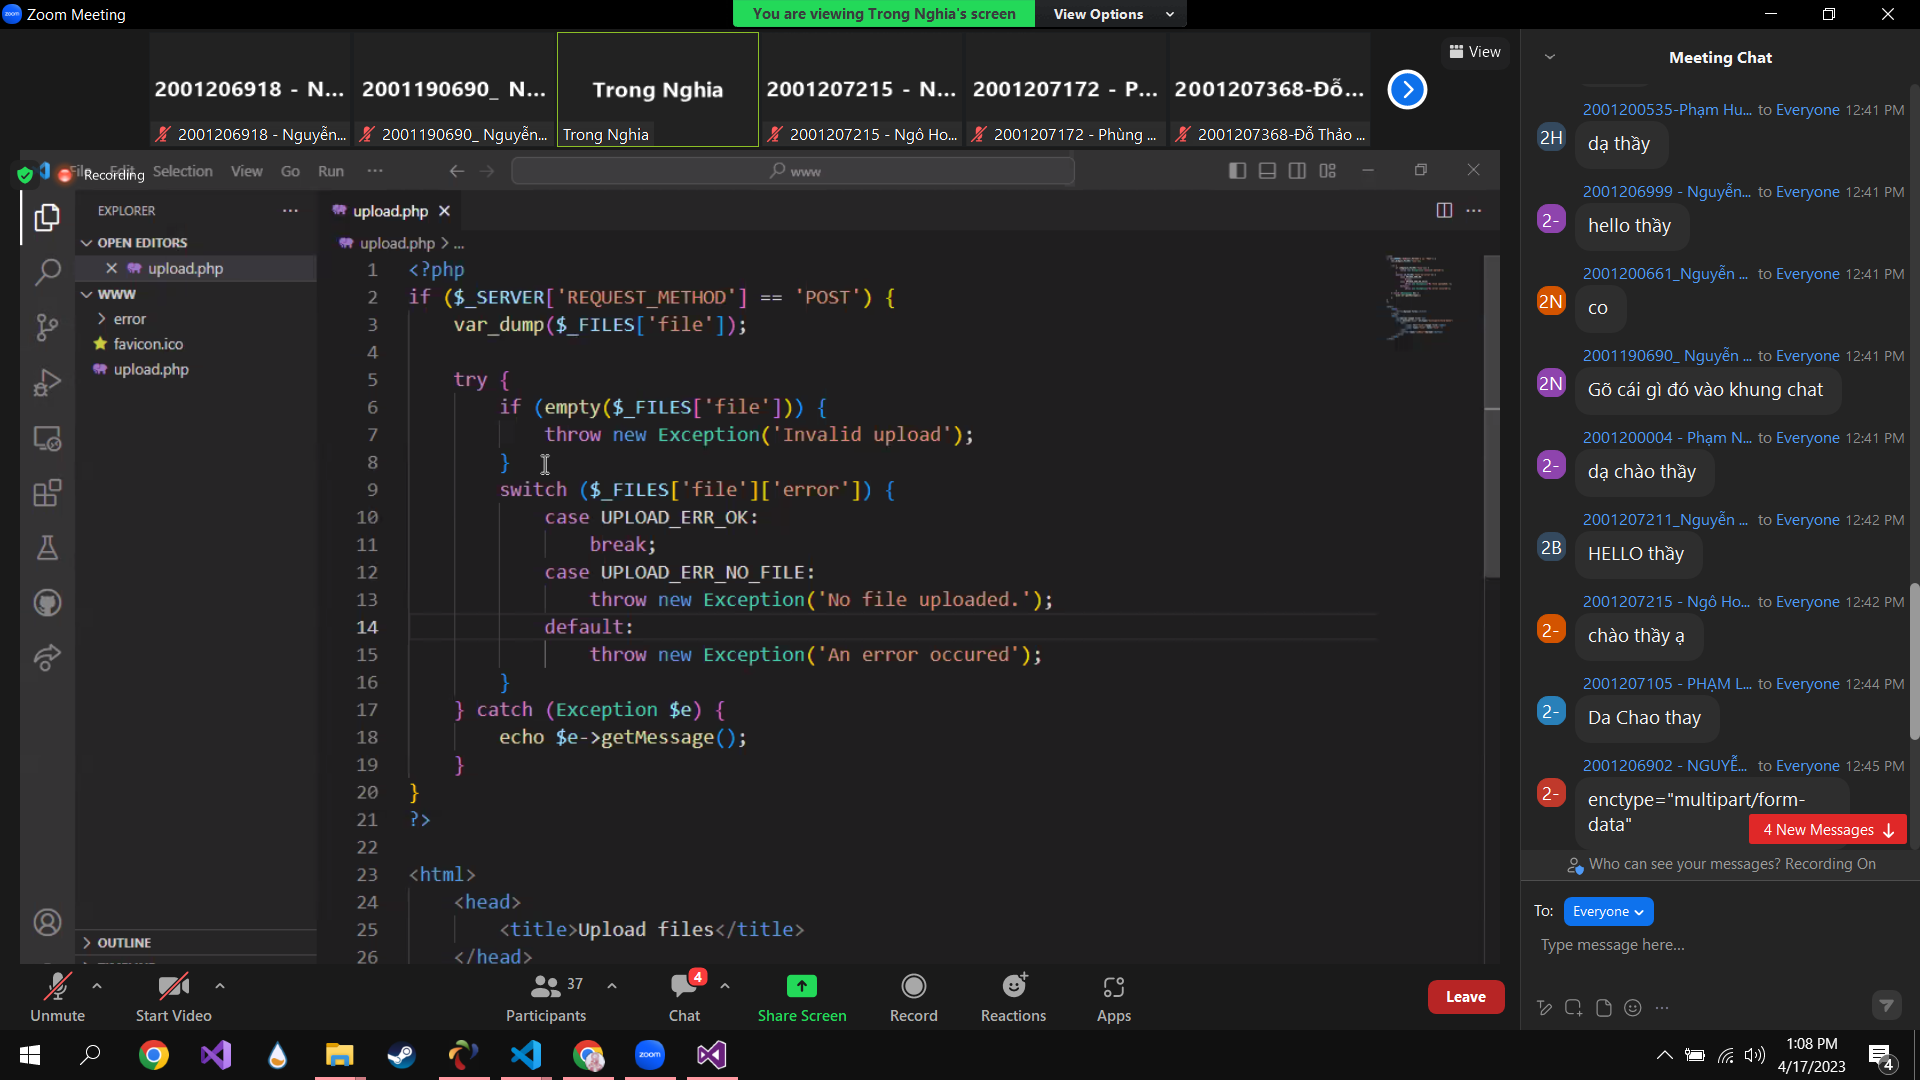 Zoom Meeting
You are viewing Trong Nghia's screen
View Options
2001206918 - N...
2001190690_ N...
Trong Nghia
2001207215 - N...
2001207172 - P...
2001207368-Đỗ...
2001206918 - Nguyễn...
2001190690_ Nguyễn...
Trong Nghia
2001207215 - Ngô Ho...
2001207172 - Phùng ...
2001207368-Đỗ Thảo ...
View
Recording
File Edit Selection View Go Run ...
www
EXPLORER
OPEN EDITORS
upload.php
WWW
error
favicon.ico
upload.php
OUTLINE
upload.php
upload.php > ...
1 <?php
2 if ($_SERVER['REQUEST_METHOD'] == 'POST') {
3 var_dump($_FILES['file']);
4
5 try {
6 if (empty($_FILES['file'])) {
7 throw new Exception('Invalid upload');
8 }
9 switch ($_FILES['file']['error']) {
10 case UPLOAD_ERR_OK:
11 break;
12 case UPLOAD_ERR_NO_FILE:
13 throw new Exception('No file uploaded.');
14 default:
15 throw new Exception('An error occured');
16 }
17 } catch (Exception $e) {
18 echo $e->getMessage();
19 }
20 }
21 ?>
22
23 <html>
24 <head>
25 <title>Upload files</title>
26 </head>
Meeting Chat
2001200535-Phạm Hu... to Everyone 12:41 PM
2H
dạ thầy
2001206999 - Nguyễn... to Everyone 12:41 PM
2-
hello thầy
2001200661_Nguyễn ... to Everyone 12:41 PM
2N
co
2001190690_ Nguyễn ... to Everyone 12:41 PM
2N
Gõ cái gì đó vào khung chat
2001200004 - Phạm N... to Everyone 12:41 PM
2-
dạ chào thầy
2001207211_Nguyễn ... to Everyone 12:42 PM
2B
HELLO thầy
2001207215 - Ngô Ho... to Everyone 12:42 PM
2-
chào thầy ạ
2001207105 - PHẠM L... to Everyone 12:44 PM
2-
Da Chao thay
2001206902 - NGUYỄ... to Everyone 12:45 PM
2-
enctype="multipart/form-
data"
4 New Messages
Who can see your messages? Recording On
To: Everyone
Type message here...
Unmute
Start Video
37
Participants
4
Chat
Share Screen
Record
Reactions
Apps
Leave
zoom
1:08 PM
4/17/2023
4